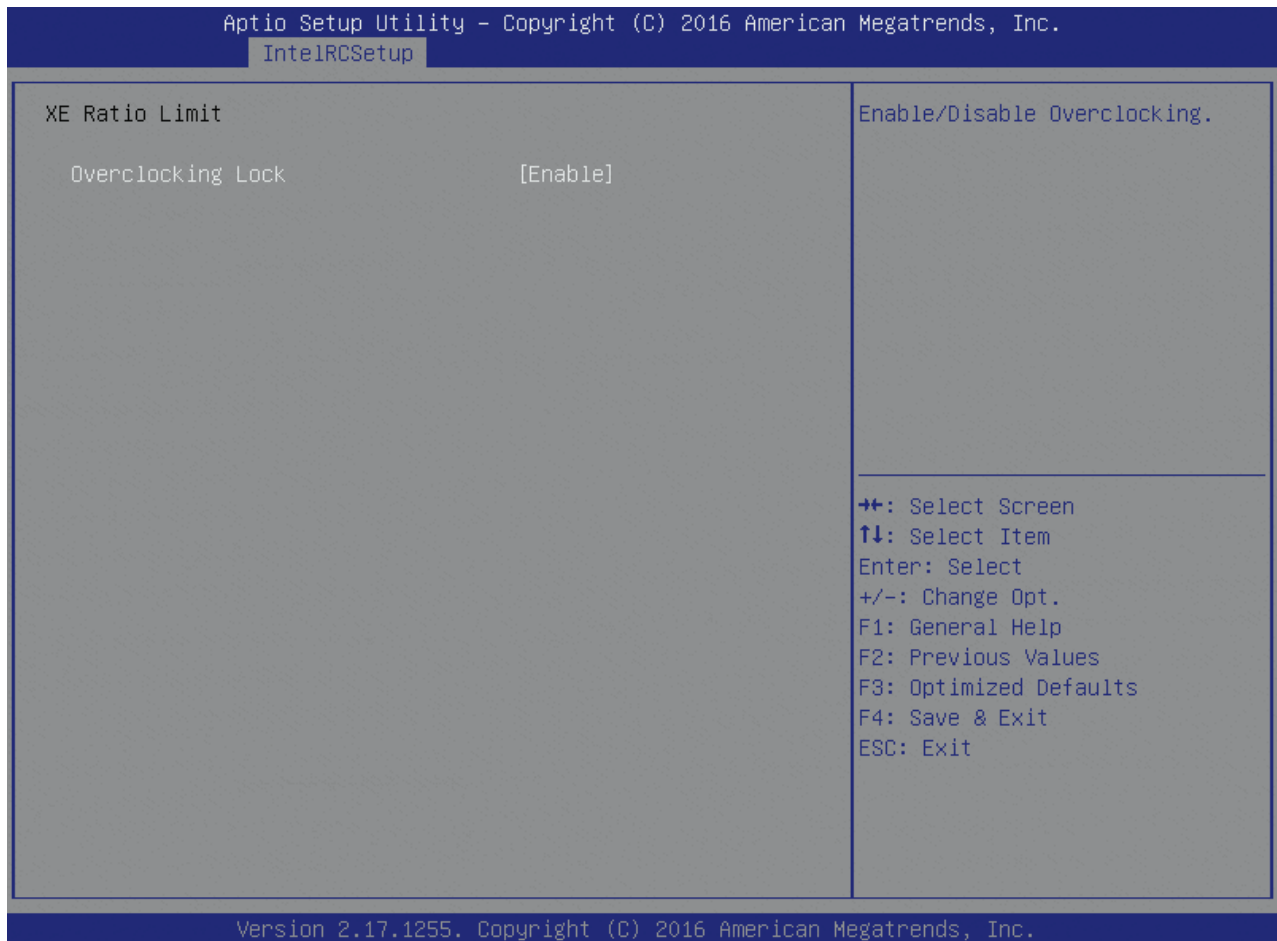 Aptio Setup Utility – Copyright (C) 2016 American Megatrends, Inc.
IntelRCSetup
XE Ratio Limit
Overclocking Lock [Enable]
Enable/Disable Overclocking.
→←: Select Screen
↑↓: Select Item
Enter: Select
+/-: Change Opt.
F1: General Help
F2: Previous Values
F3: Optimized Defaults
F4: Save & Exit
ESC: Exit
Version 2.17.1255. Copyright (C) 2016 American Megatrends, Inc.